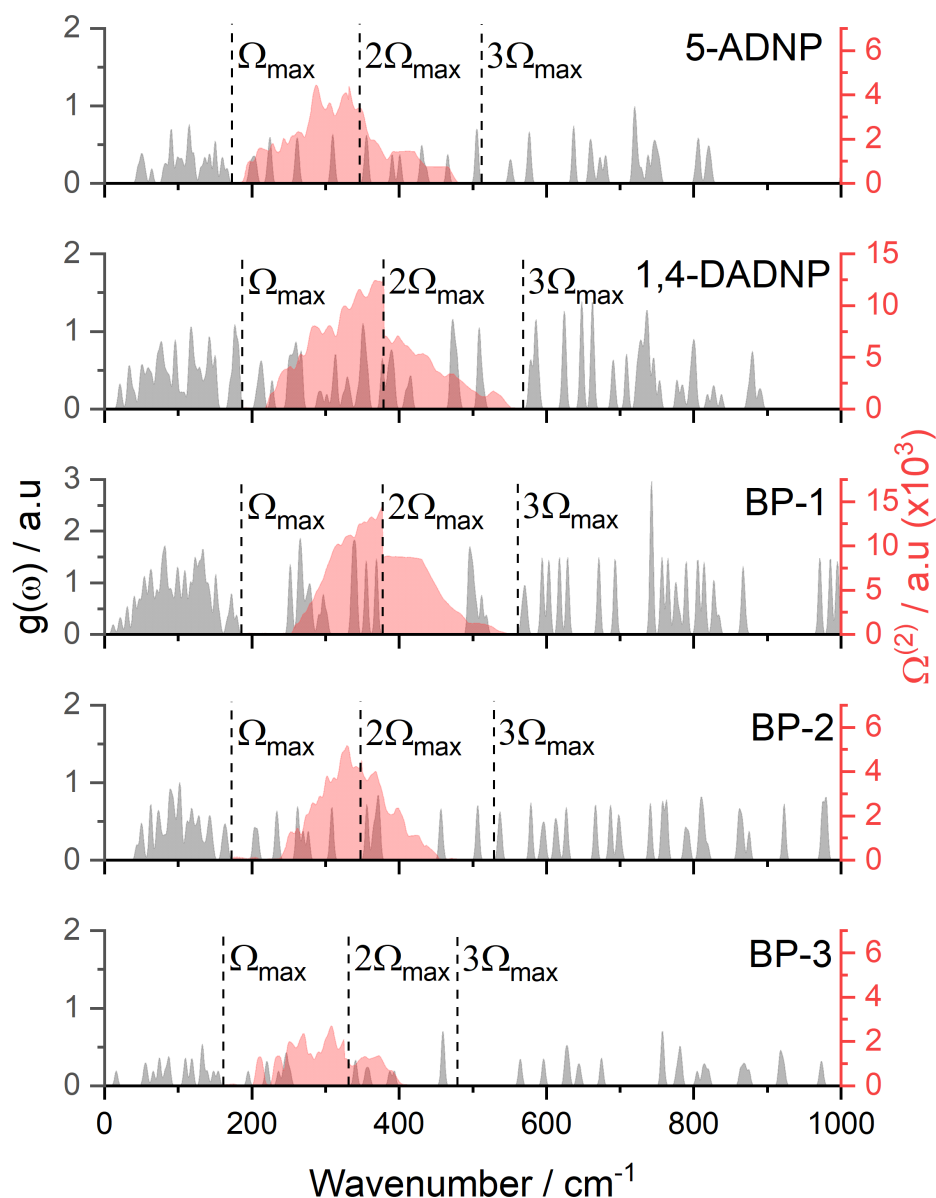 2 1 0
Ωmax 2Ωmax 3Ωmax 5-ADNP
6 4 2 0
2 1 0
Ωmax 2Ωmax 3Ωmax 1,4-DADNP
15 10 5 0
g(ω) / a.u
3 2 1 0
Ωmax 2Ωmax 3Ωmax BP-1
15 10 5 0
Ω(2) / a.u (x10³)
2 1 0
Ωmax 2Ωmax 3Ωmax BP-2
6 4 2 0
2 1 0
Ωmax 2Ωmax 3Ωmax BP-3
6 4 2 0
0 200 400 600 800 1000
Wavenumber / cm⁻¹